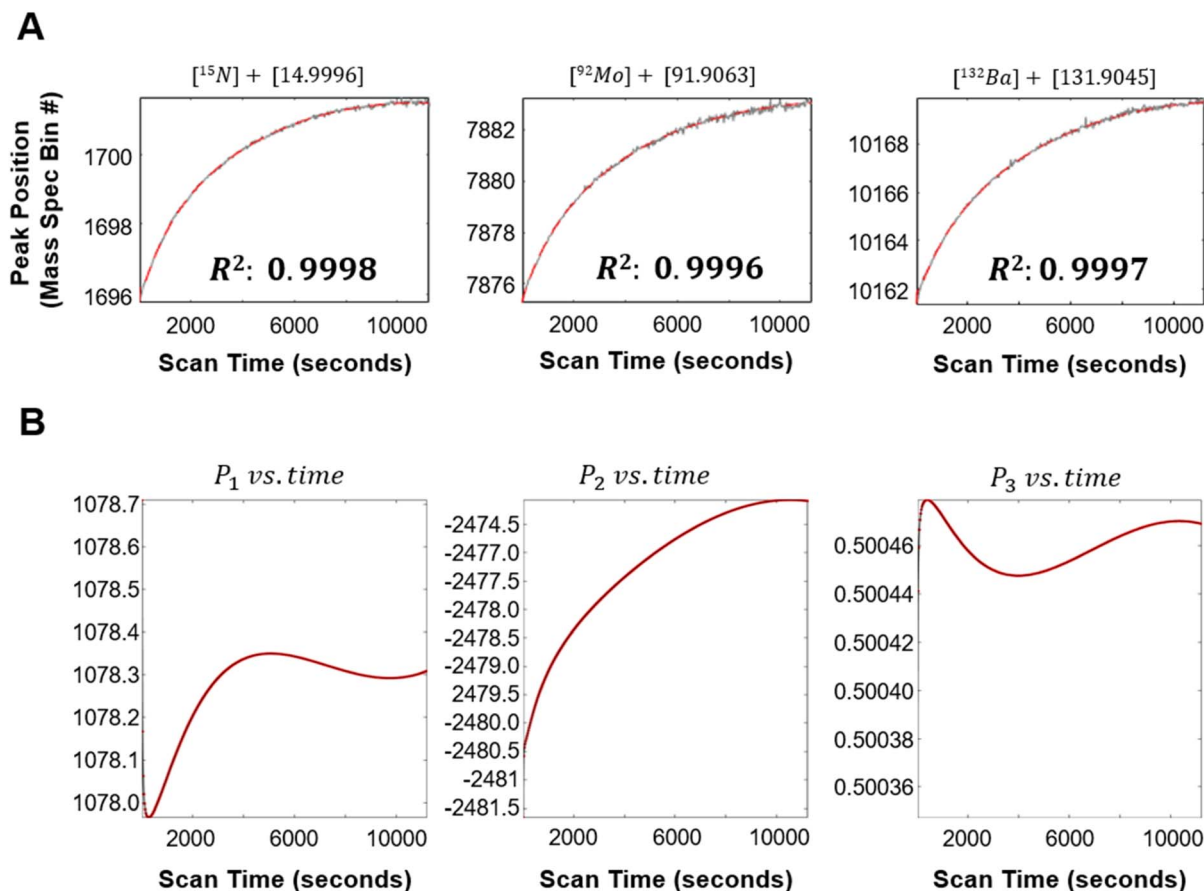 A
[¹⁵N] + [14.9996]
[⁹²Mo] + [91.9063]
[¹³²Ba] + [131.9045]
Peak Position
(Mass Spec Bin #)
1700
1698
1696
R²: 0.9998
2000 6000 10000
Scan Time (seconds)
7882
7880
7878
7876
R²: 0.9996
2000 6000 10000
Scan Time (seconds)
10168
10166
10164
10162
R²: 0.9997
2000 6000 10000
Scan Time (seconds)
B
P₁ vs. time
1078.7
1078.6
1078.5
1078.4
1078.3
1078.2
1078.1
1078.0
2000 6000 10000
Scan Time (seconds)
P₂ vs. time
-2474.5
-2477.0
-2477.5
-2478.0
-2478.5
-2479.0
2479.5
-2480.0
-2480.5
-2481
-2481.5
2000 6000 10000
Scan Time (seconds)
P₃ vs. time
0.50046
0.50044
0.50042
0.50040
0.50038
0.50036
2000 6000 10000
Scan Time (seconds)